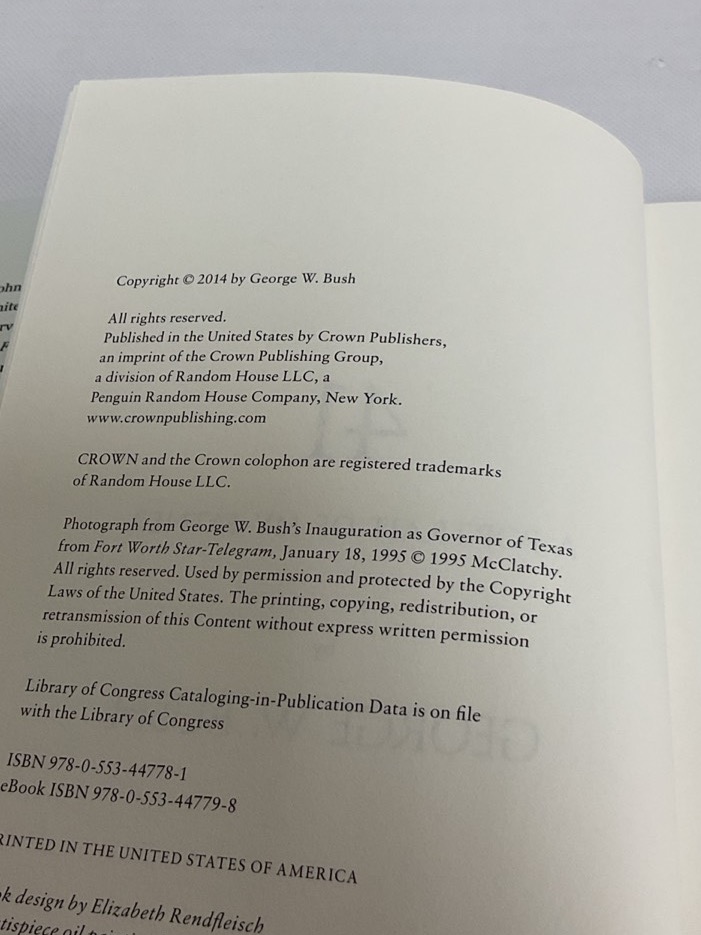 Copyright © 2014 by George W. Bush
All rights reserved.
Published in the United States by Crown Publishers,
an imprint of the Crown Publishing Group,
a division of Random House LLC, a
Penguin Random House Company, New York.
www.crownpublishing.com
CROWN and the Crown colophon are registered trademarks
of Random House LLC.
Photograph from George W. Bush's Inauguration as Governor of Texas
from Fort Worth Star-Telegram, January 18, 1995 © 1995 McClatchy.
All rights reserved. Used by permission and protected by the Copyright
Laws of the United States. The printing, copying, redistribution, or
retransmission of this Content without express written permission
is prohibited.
Library of Congress Cataloging-in-Publication Data is on file
with the Library of Congress
ISBN 978-0-553-44778-1
eBook ISBN 978-0-553-44779-8
RINTED IN THE UNITED STATES OF AMERICA
k design by Elizabeth Rendfleisch
tispiece oil